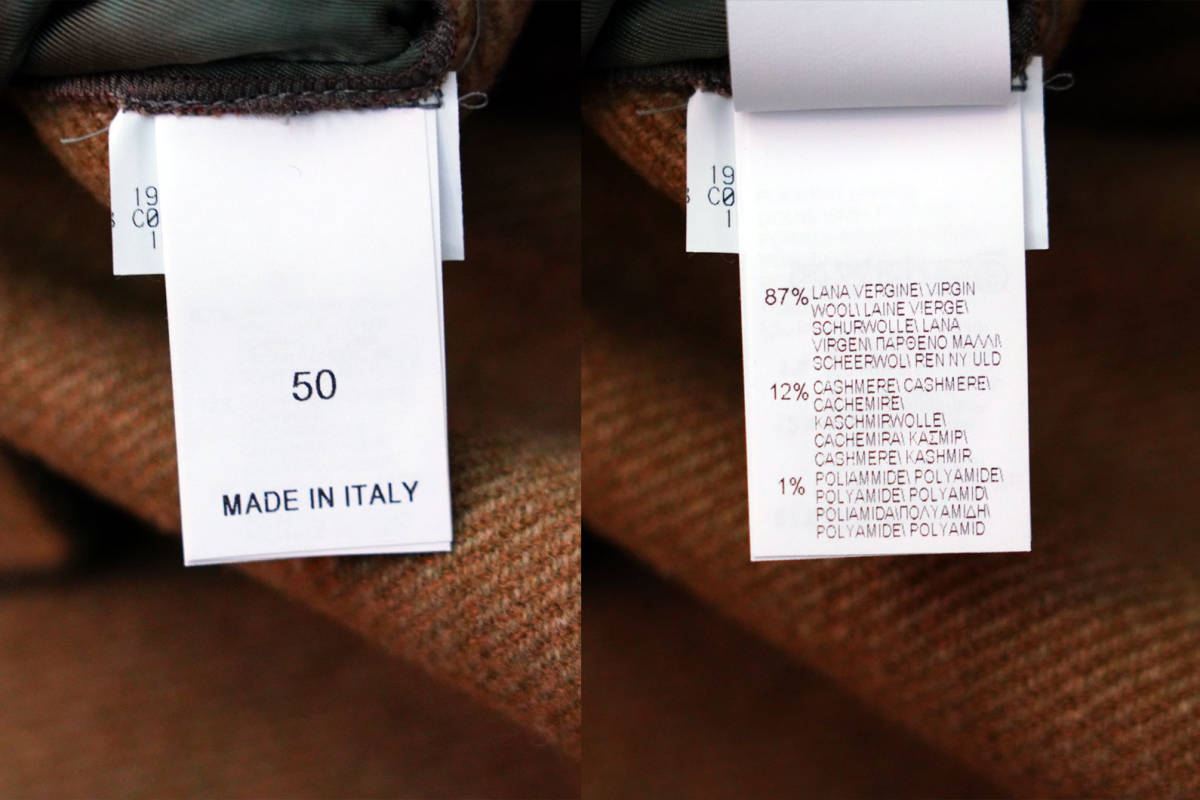 19
C0
1
50
MADE IN ITALY
19
C0
1
87% LANA VERGINE\ VIRGIN
WOOL\ LAINE VIERGE\
SCHURWOLLE\ LANA
VIRGEN\ ΠΑΡΘΕΝΟ ΜΑΛΛΙ\
SCHEERWOL\ REN NY ULD
12% CASHMERE\ CASHMERE\
CACHEMIRE\
KASCHMIRWOLLE\
CACHEMIRA\ ΚΑΣΜΙΡ\
CASHMERE\ KASHMIR
1% POLIAMMIDE\ POLYAMIDE\
POLYAMIDE\ POLYAMID\
POLIAMIDA\ΠΟΛΥΑΜΙΔΗ\
POLYAMIDE\ POLYAMID